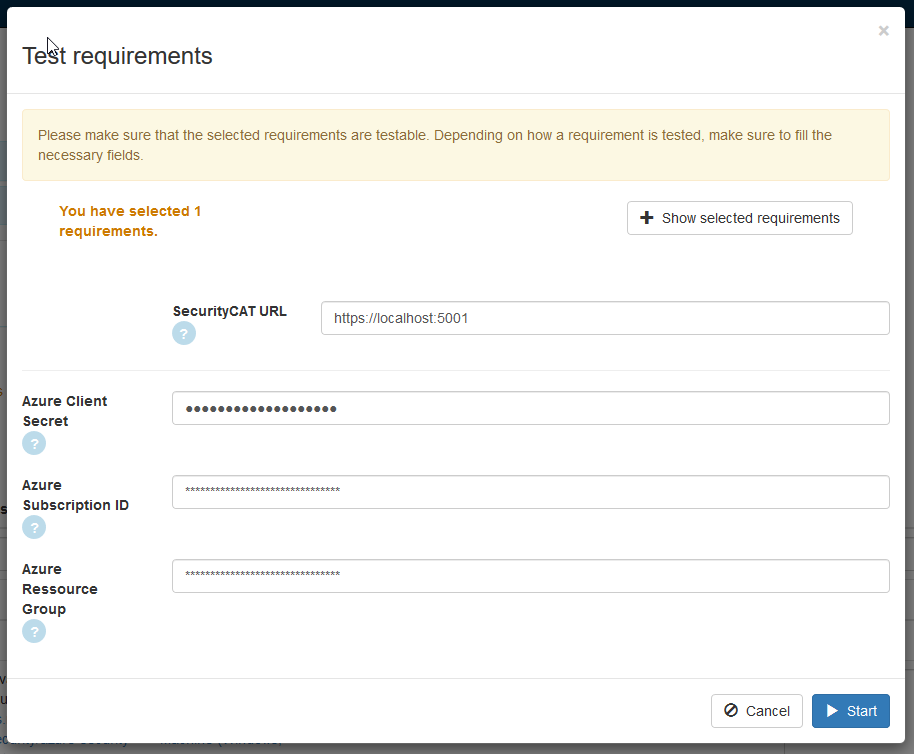 ×
Test requirements
Please make sure that the selected requirements are testable. Depending on how a requirement is tested, make sure to fill the
necessary fields.
You have selected 1
requirements.
Show selected requirements
SecurityCAT URL
?
https://localhost:5001
Azure Client
Secret
?
●●●●●●●●●●●●●●●●●●●
Azure
Subscription ID
?
*******************************
Azure
Ressource
Group
?
*******************************
Cancel
Start